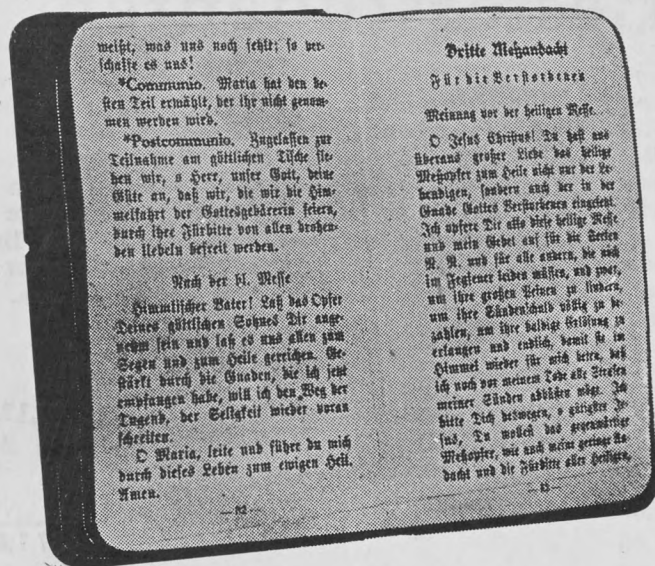 weißt, was uns noch fehlt; so ver-
schaffe es uns!
*Communio. Maria hat den be-
sten Teil erwählt, der ihr nicht genom-
men werden wird.
*Postcommunio. Zugelassen zur
Teilnahme am göttlichen Tische fle-
hen wir, o Herr, unser Gott, deine
Güte an, daß wir, die wir die Him-
melfahrt der Gottesgebärerin feiern,
durch ihre Fürbitte von allen drohen-
den Uebeln befreit werden.
Nach der hl. Messe
Himmlischer Vater! Laß das Opfer
Deines göttlichen Sohnes Dir ange-
nehm sein und laß es uns allen zum
Segen und zum Heile gereichen. Ge-
stärkt durch die Gnaden, die ich jetzt
empfangen habe, will ich den Weg der
Tugend, der Seligkeit wieder voran
schreiten.
O Maria, leite und führe du mich
durch dieses Leben zum ewigen Heil.
Amen.
Dritte Meßandacht
Für die Verstorbenen
Meinung vor der heiligen Messe.
O Jesus Christus! Du hast aus
überaus großer Liebe das heilige
Meßopfer zum Heile nicht nur der Le-
bendigen, sondern auch der in der
Gnade Gottes Verstorbenen eingesetzt.
Ich opfere Dir also diese heilige Messe
und mein Gebet auf für die Seelen
N. N. und für alle andern, die noch
im Fegfeuer leiden müssen, und zwar,
um ihre großen Peinen zu lindern,
um ihre Sündenschuld völlig zu be-
zahlen, um ihre baldige Erlösung zu
erlangen und endlich, damit sie im
Himmel wieder für mich beten, daß
ich noch vor meinem Tode alle Strafen
meiner Sünden abbüßen möge. Ich
bitte Dich deswegen, o gütigster Je-
sus, Du wollest das gegenwärtige
Meßopfer, wie auch meine geringe An-
dacht und die Fürbitte aller Heiligen,